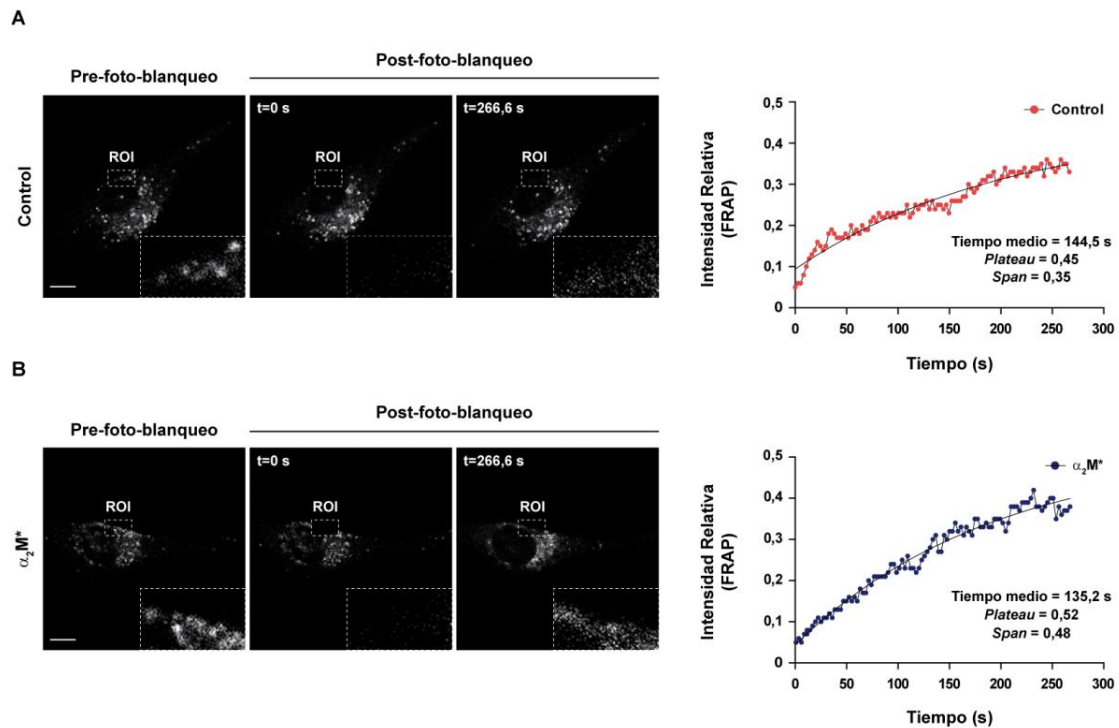 A
Pre-foto-blanqueo
Post-foto-blanqueo
Control
ROI
t=0 s
ROI
t=266,6 s
ROI
Intensidad Relativa
(FRAP)
0,5
0,4
0,3
0,2
0,1
0
Control
Tiempo medio = 144,5 s
Plateau = 0,45
Span = 0,35
0 50 100 150 200 250 300
Tiempo (s)
B
Pre-foto-blanqueo
Post-foto-blanqueo
α₂M*
ROI
t=0 s
ROI
t=266,6 s
ROI
Intensidad Relativa
(FRAP)
0,5
0,4
0,3
0,2
0,1
0
α₂M*
Tiempo medio = 135,2 s
Plateau = 0,52
Span = 0,48
0 50 100 150 200 250 300
Tiempo (s)